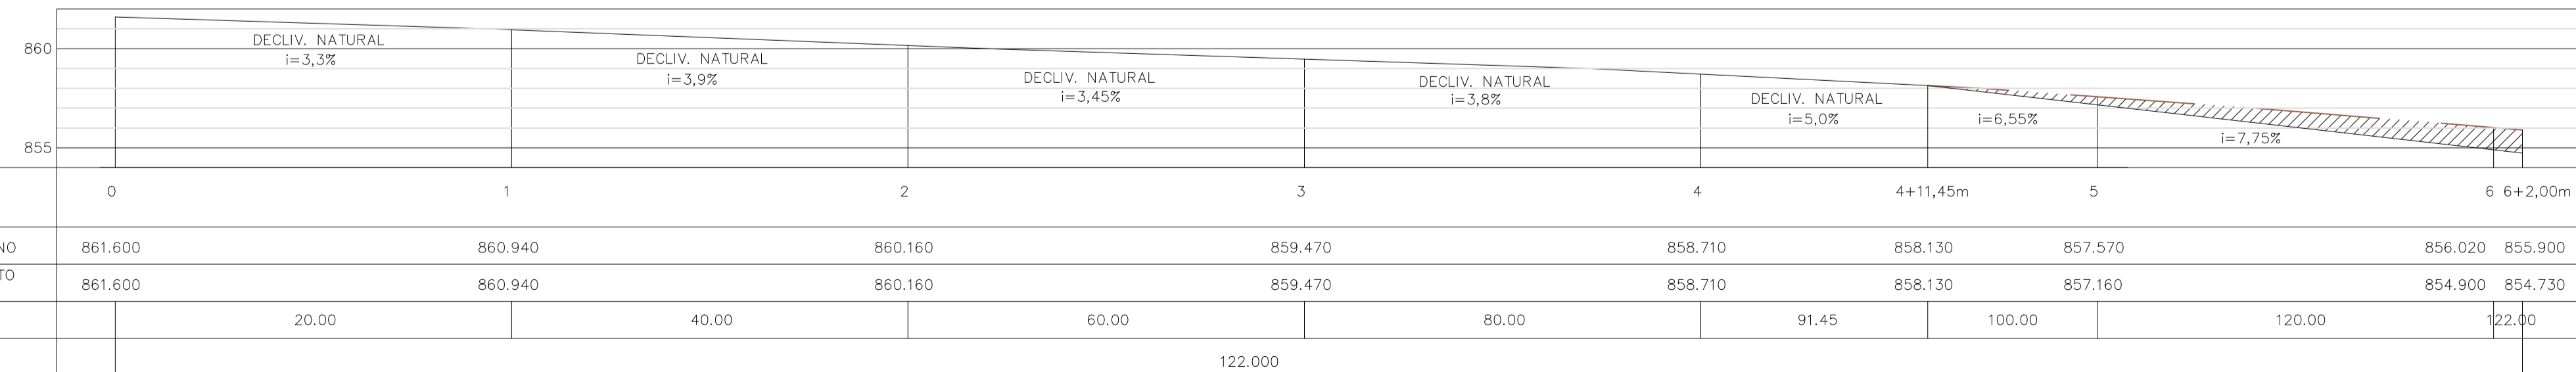 860
DECLIV. NATURAL
i=3,3%
DECLIV. NATURAL
i=3,9%
DECLIV. NATURAL
i=3,45%
DECLIV. NATURAL
i=3,8%
DECLIV. NATURAL
i=5,0%
i=6,55%
i=7,75%
855
0 1 2 3 4 4+11,45m 5 6 6+2,00m
NO 861.600 860.940 860.160 859.470 858.710 858.130 857.570 856.020 855.900
TO 861.600 860.940 860.160 859.470 858.710 858.130 857.160 854.900 854.730
20.00 40.00 60.00 80.00 91.45 100.00 120.00 122.00
122.000